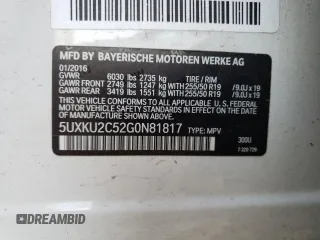 MFD BY BAYERISCHE MOTOREN WERKE AG
01/2016
GVWR 6030 lbs 2735 kg TIRE / RIM
GAWR FRONT 2749 lbs 1247 kg WITH 255/50 R19 /9.0J x 19
GAWR REAR 3419 lbs 1551 kg WITH 255/50 R19 /9.0J x 19
THIS VEHICLE CONFORMS TO ALL APPLICABLE U.S. FEDERAL
MOTOR VEHICLE SAFETY STANDARDS IN EFFECT ON THE
DATE OF MANUFACTURE SHOWN ABOVE.
5UXKU2C52G0N81817 TYPE: MPV
300U
7 320 729
DREAMBID